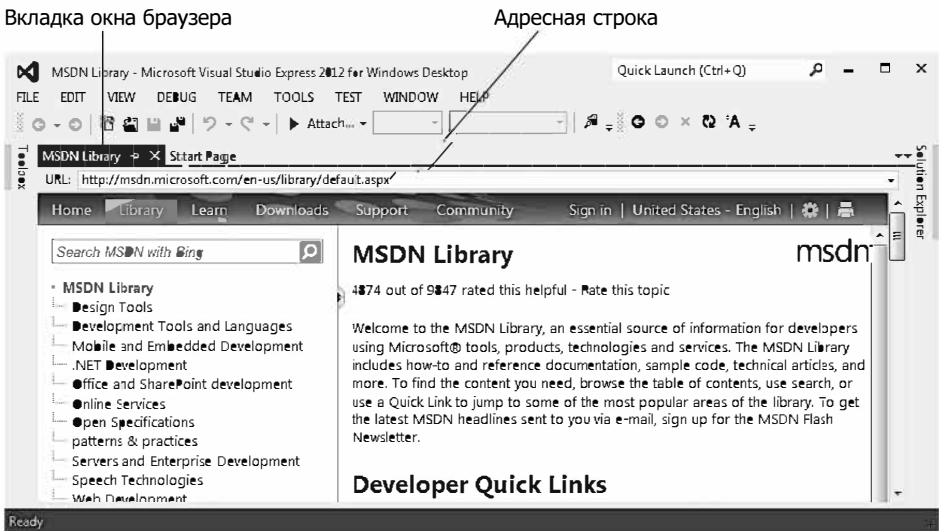 Вкладка окна браузера
Адресная строка
MSDN Library - Microsoft Visual Studio Express 2012 for Windows Desktop
Quick Launch (Ctrl+Q)
FILE EDIT VIEW DEBUG TEAM TOOLS TEST WINDOW HELP
Attach...
Toolbox
MSDN Library
Start Page
Solution Explorer
URL: http://msdn.microsoft.com/en-us/library/default.aspx
Home Library Learn Downloads Support Community Sign in | United States - English |
Search MSDN with Bing
MSDN Library
Design Tools
Development Tools and Languages
Mobile and Embedded Development
.NET Development
Office and SharePoint development
Online Services
Open Specifications
patterns & practices
Servers and Enterprise Development
Speech Technologies
Web Development
MSDN Library
msdn
4874 out of 9847 rated this helpful - Rate this topic
Welcome to the MSDN Library, an essential source of information for developers
using Microsoft® tools, products, technologies and services. The MSDN Library
includes how-to and reference documentation, sample code, technical articles, and
more. To find the content you need, browse the table of contents, use search, or
use a Quick Link to jump to some of the most popular areas of the library. To get
the latest MSDN headlines sent to you via e-mail, sign up for the MSDN Flash
Newsletter.
Developer Quick Links
Ready